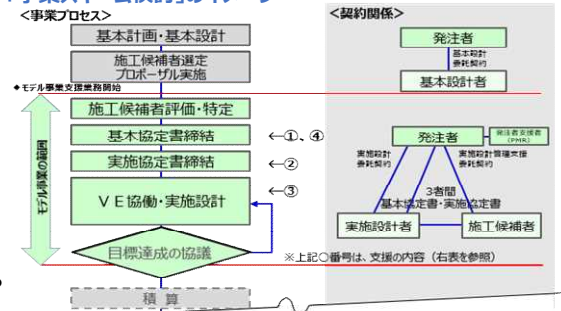 <事業プロセス>
<契約関係>
基本計画・基本設計
施工候補者選定
プロポーザル実施
◆モデル事業支援業務開始
施工候補者評価・特定
基本協定書締結
←①、④
実施協定書締結
←②
VE協働・実施設計
←③
目標達成の協議
積 算
モデル事業の範囲
発注者
基本設計
委託契約
基本設計者
発注者
発注者支援者
(PMR)
実施設計
委託契約
実施設計管理支援
委託契約
3者間
基本協定書・実施協定書
実施設計者
施工候補者
※上記○番号は、支援の内容(右表を参照)